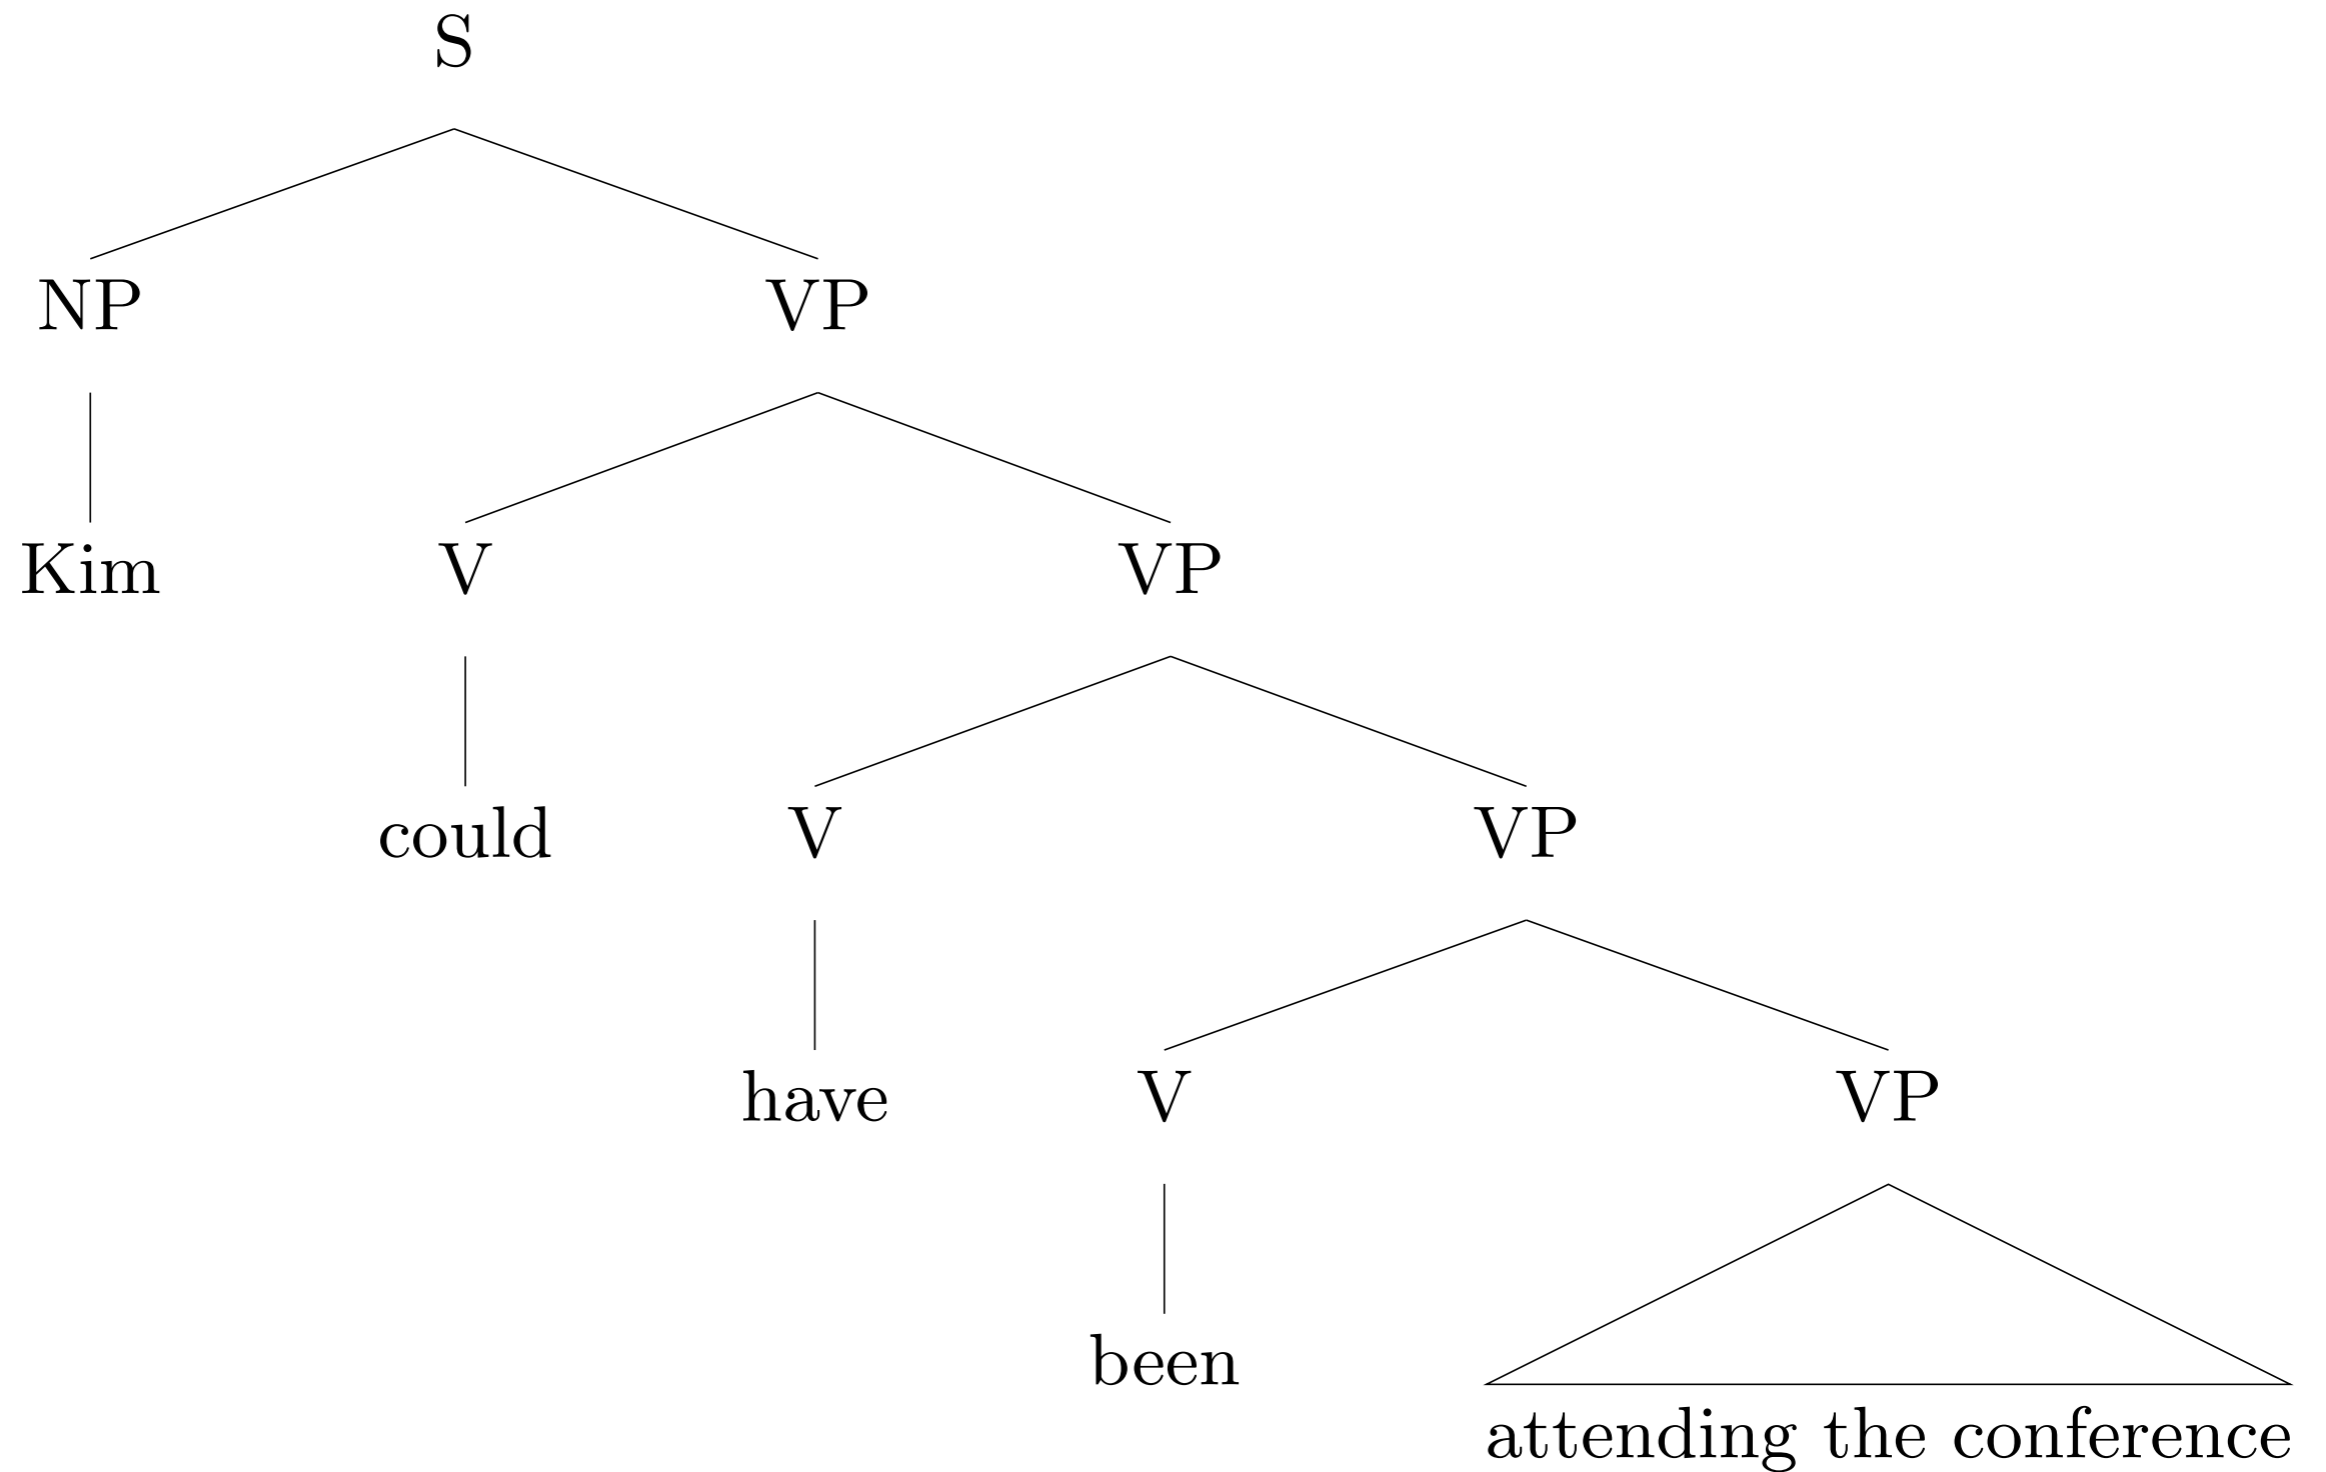 S
NP VP
Kim V VP
could V VP
have V VP
been
attending the conference